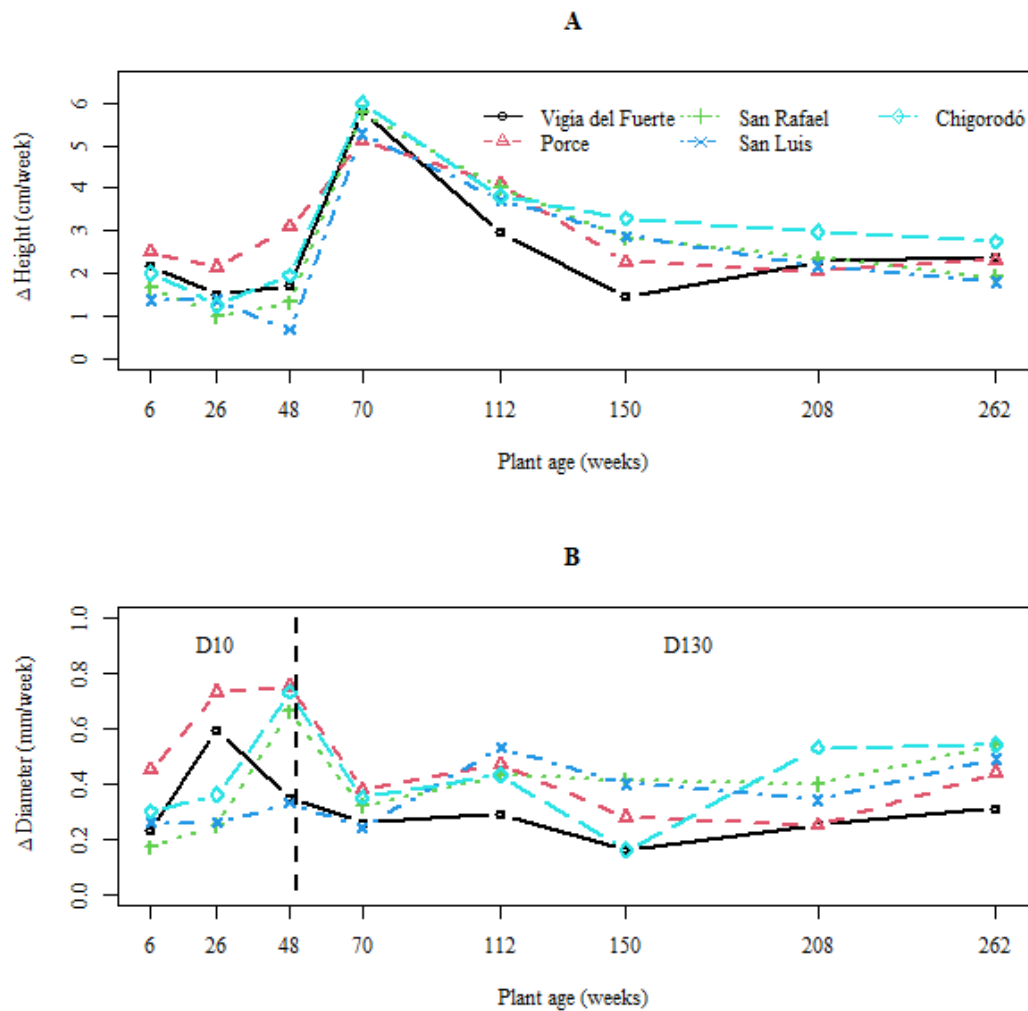 A
Δ Height (cm/week)
6
5
4
3
2
1
0
Vigia del Fuerte
Porce
San Rafael
San Luis
Chigorodó
6 26 48 70 112 150 208 262
Plant age (weeks)
B
Δ Diameter (mm/week)
1.0
0.8
0.6
0.4
0.2
0.0
D10 D130
6 26 48 70 112 150 208 262
Plant age (weeks)